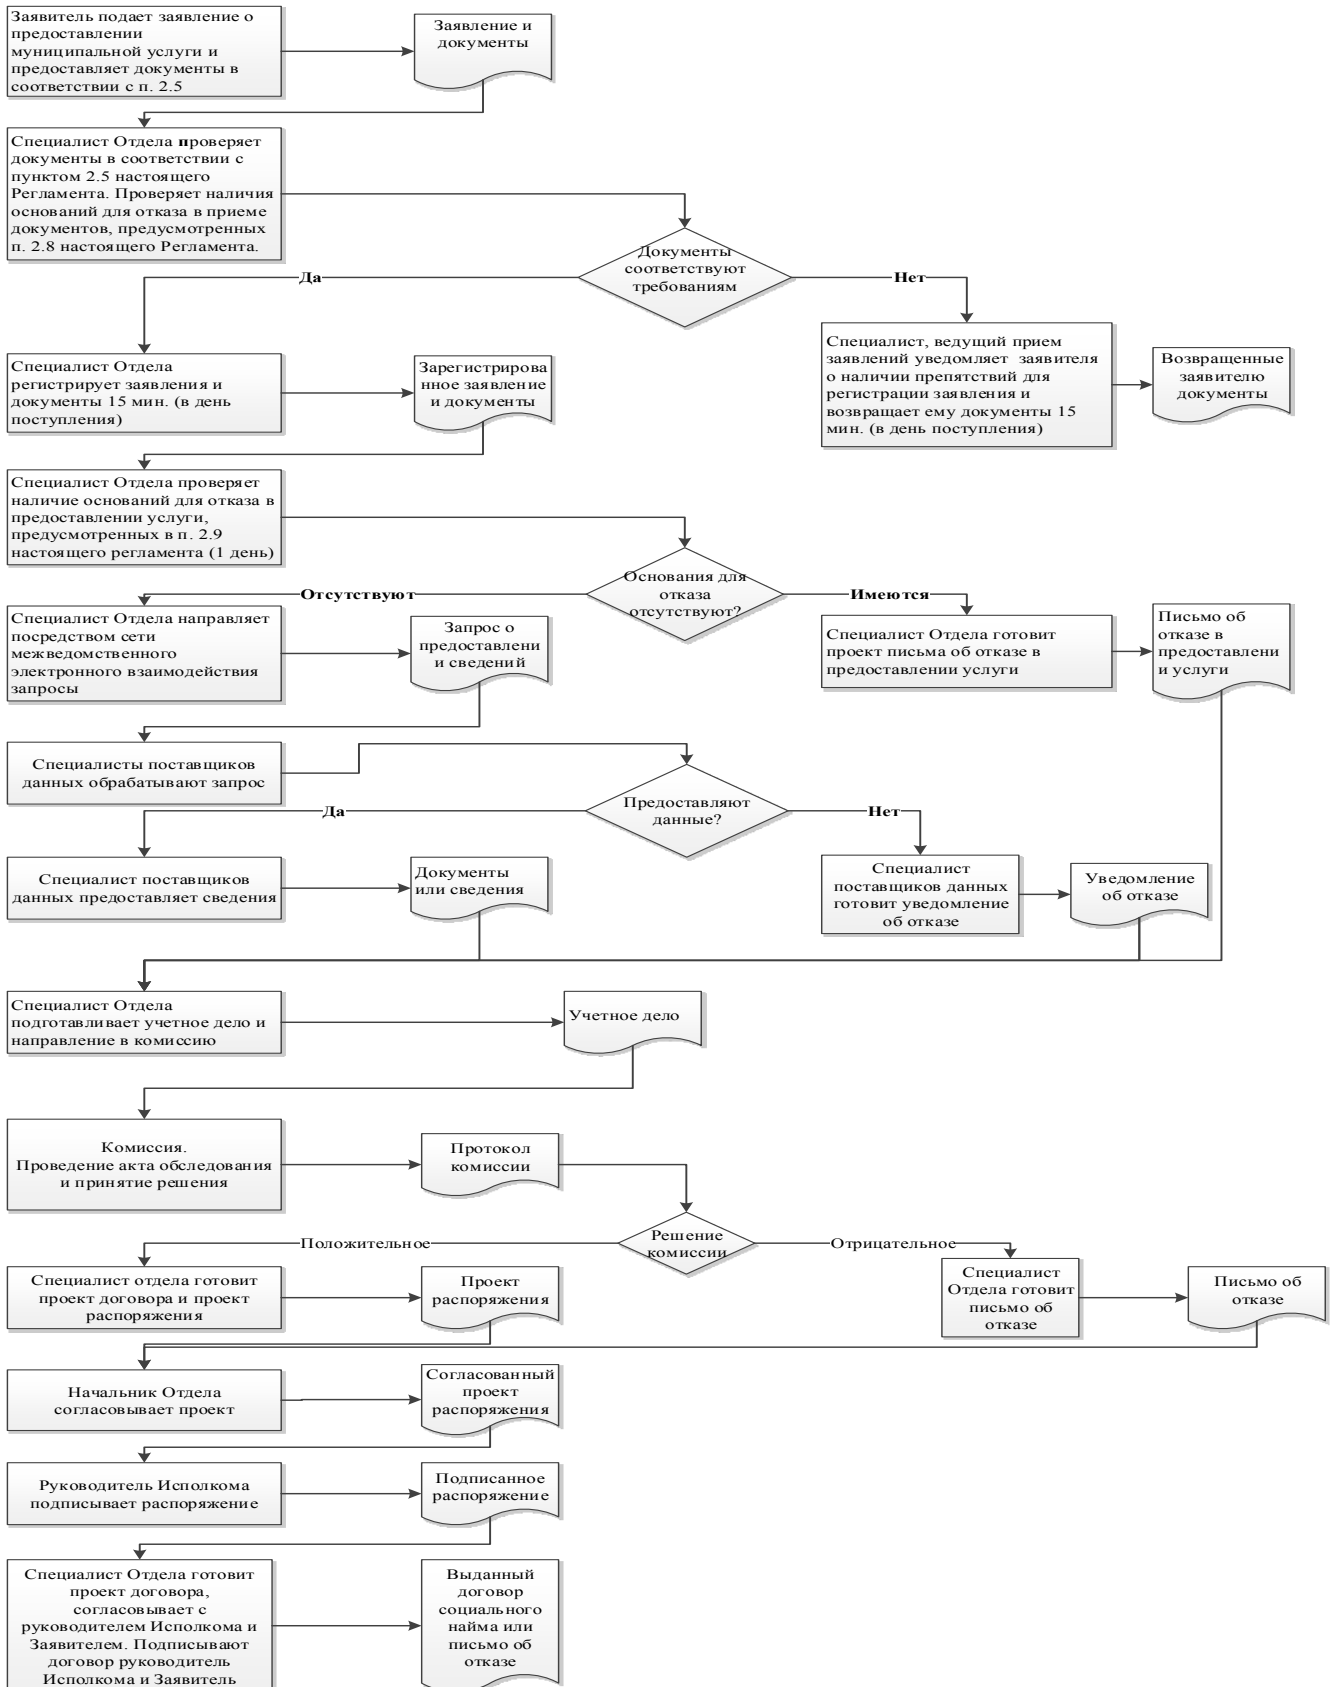 Заявитель подает заявление о
предоставлении
муниципальной услуги и
предоставляет документы в
соответствии с п. 2.5
Заявление и
документы
Специалист Отдела проверяет
документы в соответствии с
пунктом 2.5 настоящего
Регламента. Проверяет наличия
оснований для отказа в приеме
документов, предусмотренных
п. 2.8 настоящего Регламента.
Документы
соответствуют
требованиям
Да
Нет
Специалист Отдела
регистрирует заявления и
документы 15 мин. (в день
поступления)
Зарегистрирова
нное заявление
и документы
Специалист, ведущий прием
заявлений уведомляет заявителя
о наличии препятствий для
регистрации заявления и
возвращает ему документы 15
мин. (в день поступления)
Возвращенные
заявителю
документы
Специалист Отдела проверяет
наличие оснований для отказа в
предоставлении услуги,
предусмотренных в п. 2.9
настоящего регламента (1 день)
Основания для
отказа
отсутствуют?
Отсутствуют
Имеются
Специалист Отдела направляет
посредством сети
межведомственного
электронного взаимодействия
запросы
Запрос о
предоставлени
и сведений
Специалист Отдела готовит
проект письма об отказе в
предоставлении услуги
Письмо об
отказе в
предоставлени
и услуги
Специалисты поставщиков
данных обрабатывают запрос
Предоставляют
данные?
Да
Нет
Специалист поставщиков
данных предоставляет сведения
Документы
или сведения
Специалист
поставщиков данных
готовит уведомление
об отказе
Уведомление
об отказе
Специалист Отдела
подготавливает учетное дело и
направление в комиссию
Учетное дело
Комиссия.
Проведение акта обследования
и принятие решения
Протокол
комиссии
Решение
комиссии
Положительное
Отрицательное
Специалист отдела готовит
проект договора и проект
распоряжения
Проект
распоряжения
Специалист
Отдела готовит
письмо об
отказе
Письмо об
отказе
Начальник Отдела
согласовывает проект
Согласованный
проект
распоряжения
Руководитель Исполкома
подписывает распоряжение
Подписанное
распоряжение
Специалист Отдела готовит
проект договора,
согласовывает с
руководителем Исполкома и
Заявителем. Подписывают
договор руководитель
Исполкома и Заявитель
Выданный
договор
социального
найма или
письмо об
отказе